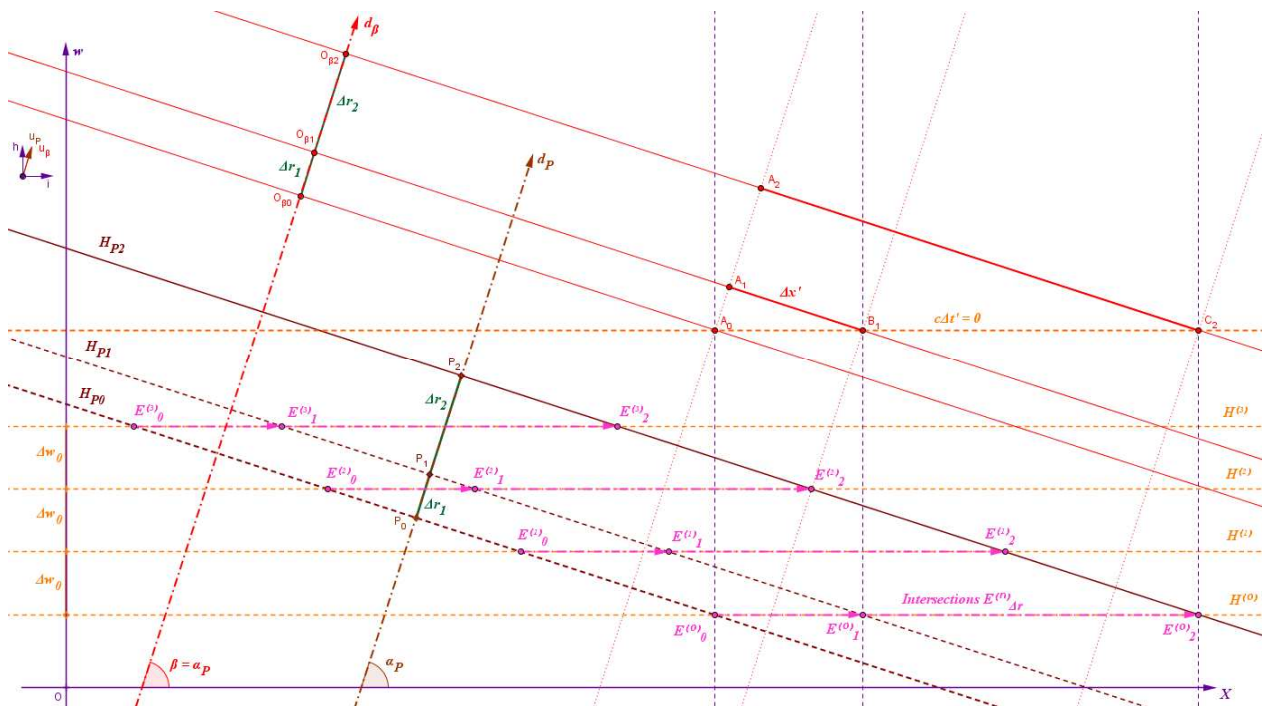 w
d_β
O_β2
Δr_2
O_β1
Δr_1
O_β0
h
u_P
u_β
i
d_P
A_2
H_P2
A_1
Δx'
A_0
B_1
cΔt' = 0
C_2
H_P1
P_2
H_P0
Δr_2
E^(3)_0
E^(3)_1
E^(3)_2
H^(3)
Δw_0
P_1
E^(2)_0
E^(2)_1
E^(2)_2
H^(2)
Δr_1
Δw_0
P_0
E^(1)_0
E^(1)_1
E^(1)_2
H^(1)
Δw_0
Intersections E^(n)_Δr
H^(0)
E^(0)_0
E^(0)_1
E^(0)_2
β = α_P
α_P
O
X